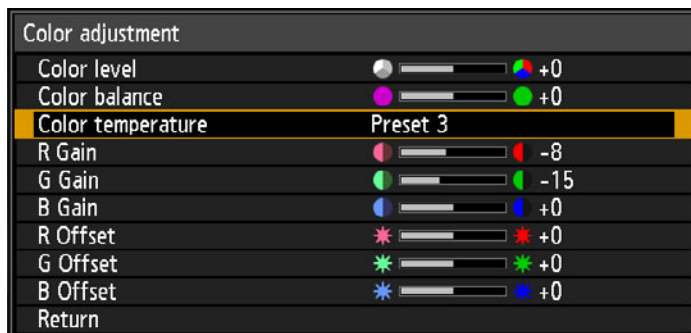 Color adjustment
Color level +0
Color balance +0
Color temperature Preset 3
R Gain -8
G Gain -15
B Gain +0
R Offset +0
G Offset +0
B Offset +0
Return